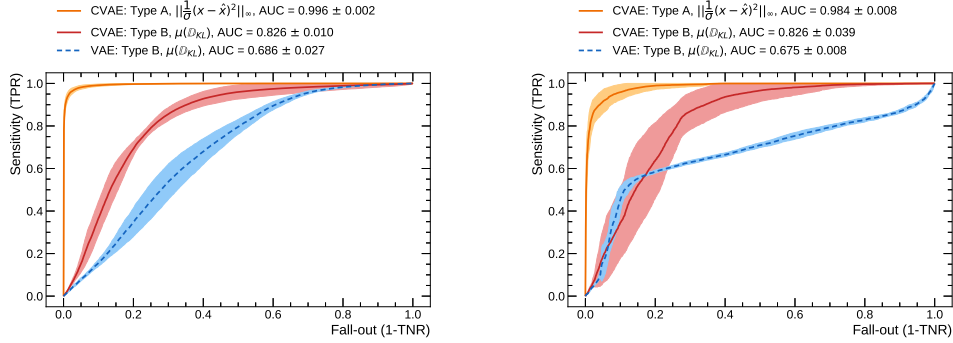 CVAE: Type A, ||1/σ(x − x̂)²||∞, AUC = 0.996 ± 0.002
CVAE: Type B, μ(𝔻KL), AUC = 0.826 ± 0.010
VAE: Type B, μ(𝔻KL), AUC = 0.686 ± 0.027
Sensitivity (TPR)
1.0
0.8
0.6
0.4
0.2
0.0
0.0 0.2 0.4 0.6 0.8 1.0
Fall-out (1-TNR)
CVAE: Type A, ||1/σ(x − x̂)²||∞, AUC = 0.984 ± 0.008
CVAE: Type B, μ(𝔻KL), AUC = 0.826 ± 0.039
VAE: Type B, μ(𝔻KL), AUC = 0.675 ± 0.008
Sensitivity (TPR)
1.0
0.8
0.6
0.4
0.2
0.0
0.0 0.2 0.4 0.6 0.8 1.0
Fall-out (1-TNR)